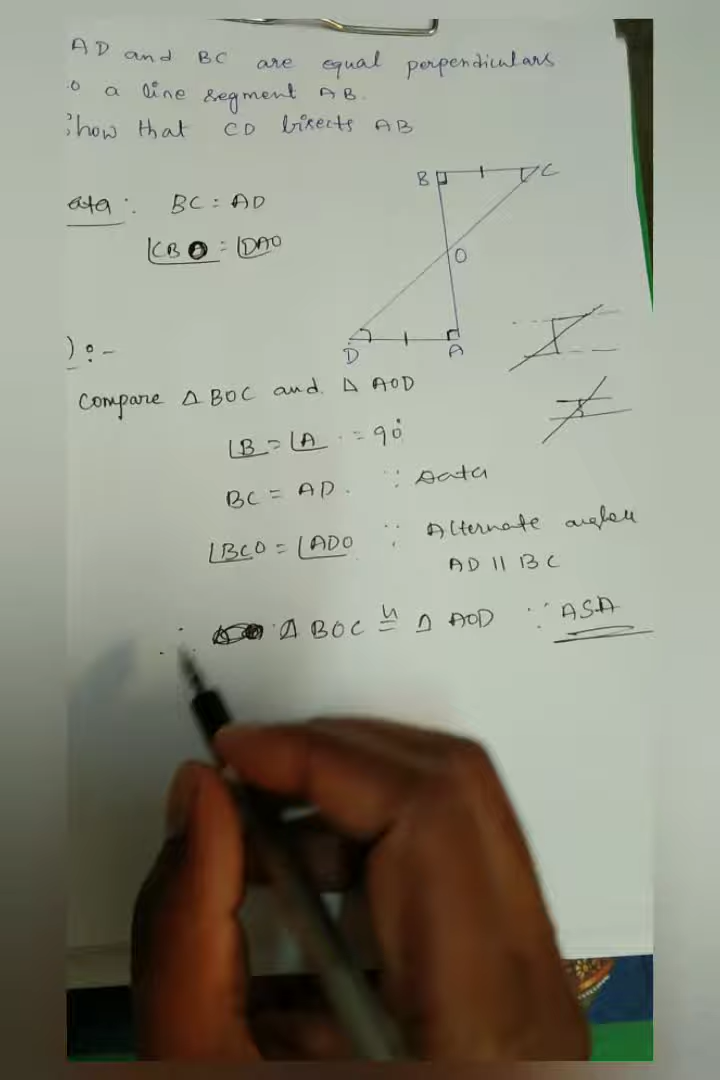 AD and BC are equal perpendiculars
o a line segment AB.
how that CD bisects AB
ata: BC = AD
∠CBO = ∠DAO
B C
O
D A
) :-
Compare Δ BOC and Δ AOD
∠B = ∠A = 90°
BC = AD. ∵ Data
∠BCO = ∠ADO ∵ Alternate angles
AD || BC
∴ Δ BOC ≅ Δ AOD ∵ ASA
∴